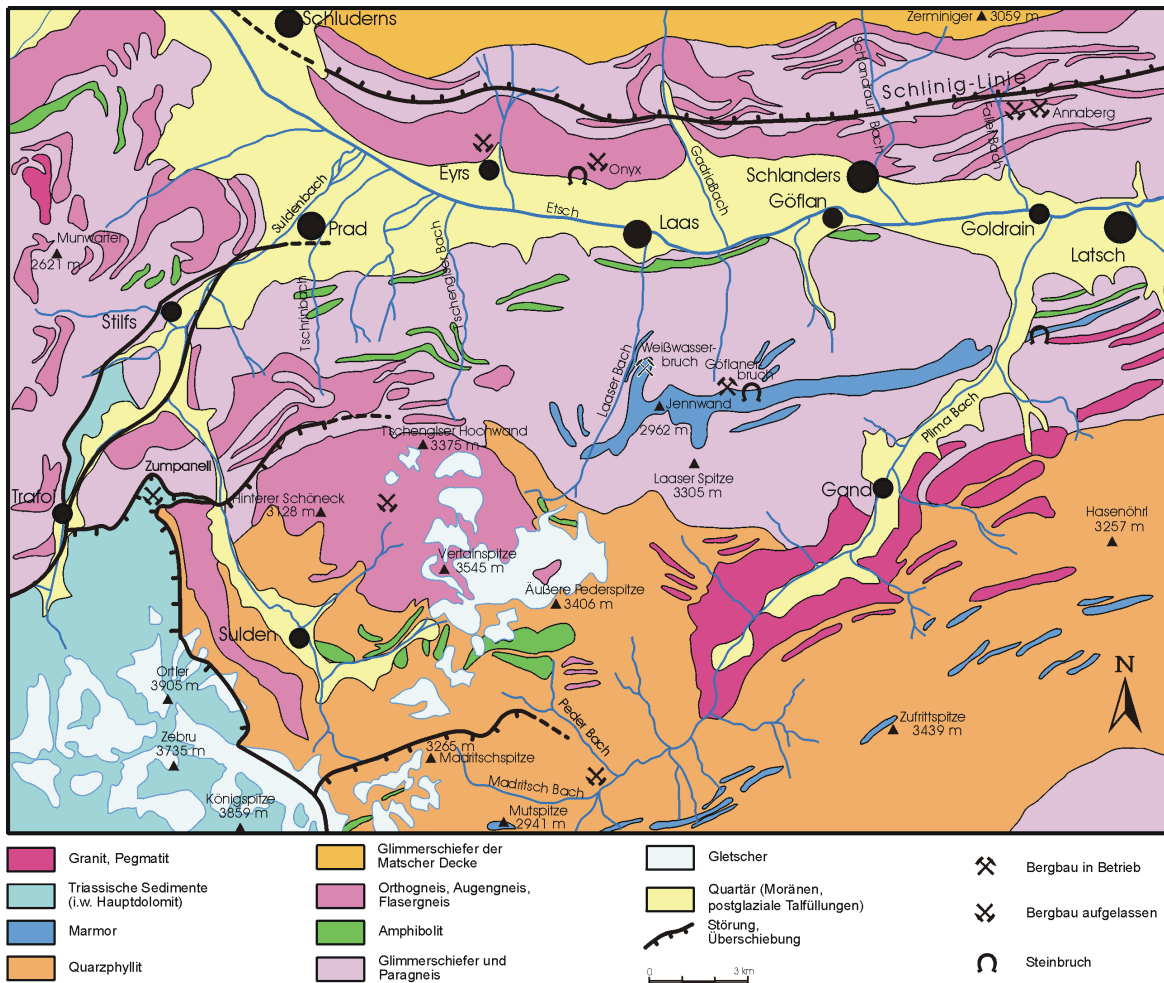 Schluderns
Zerminiger 3059 m
Schlandraun Bach
Schlinig-Linie
Annaberg
Faller Bach
Eyrs
Onyx
GadriaBach
Schlanders
Göflan
Suldenbach
Prad
Etsch
Laas
Goldrain
Latsch
Munwarter
2621 m
Tschenglser Bach
Tschrinbach
Stilfs
Laaser Bach
Weißwasser-
bruch
Göflaner
bruch
Jennwand
2962 m
Plima Bach
Tschenglser Hochwand
3375 m
Zumpanell
Laaser Spitze
3305 m
Trafoi
Hinterer Schöneck
3128 m
Gand
Hasenöhrl
3257 m
Vertainspitze
3545 m
Äußere Pederspitze
3406 m
Sulden
Ortler
3905 m
N
Peder Bach
Zufrittspitze
3439 m
Zebru
3735 m
3265 m
Madritschspitze
Madritsch Bach
Königspitze
3859 m
Mutspitze
2941 m
Granit, Pegmatit
Triassische Sedimente
(i.w. Hauptdolomit)
Marmor
Quarzphyllit
Glimmerschiefer der
Matscher Decke
Orthogneis, Augengneis,
Flasergneis
Amphibolit
Glimmerschiefer und
Paragneis
Gletscher
Quartär (Moränen,
postglaziale Talfüllungen)
Störung,
Überschiebung
0 3 km
Bergbau in Betrieb
Bergbau aufgelassen
Steinbruch